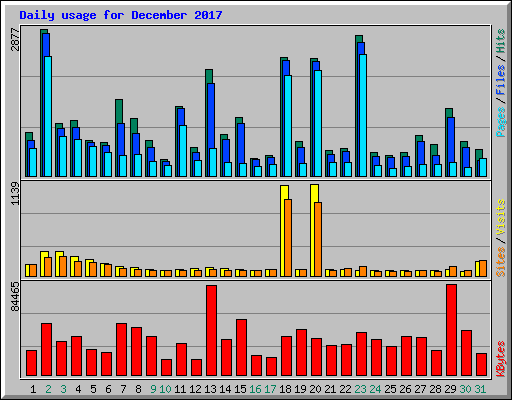 Daily usage for December 2017
2877
Pages / Files / Hits
1139
Sites / Visits
84465
KBytes
1 2 3 4 5 6 7 8 9 10 11 12 13 14 15 16 17 18 19 20 21 22 23 24 25 26 27 28 29 30 31